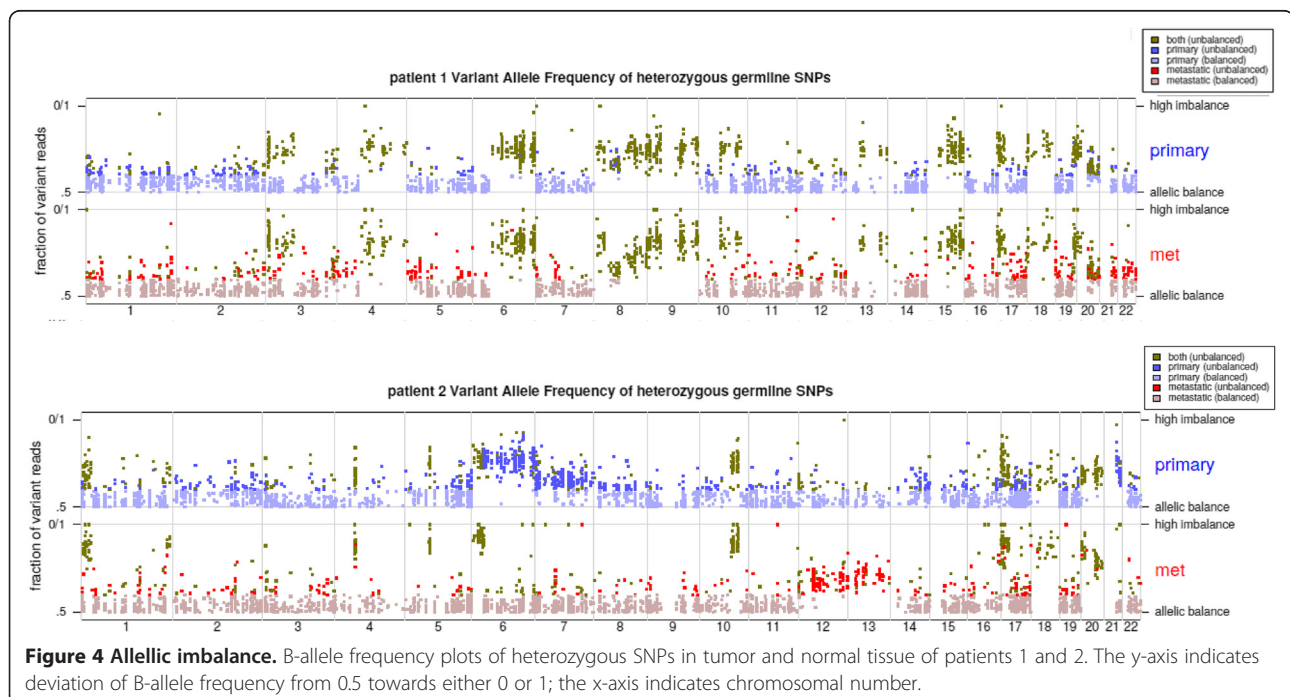 both (unbalanced)
primary (unbalanced)
primary (balanced)
metastatic (unbalanced)
metastatic (balanced)
patient 1 Variant Allele Frequency of heterozygous germline SNPs
0/1
high imbalance
primary
.5
allelic balance
0/1
high imbalance
met
.5
allelic balance
fraction of variant reads
1 2 3 4 5 6 7 8 9 10 11 12 13 14 15 16 17 18 19 20 21 22
both (unbalanced)
primary (unbalanced)
primary (balanced)
metastatic (unbalanced)
metastatic (balanced)
patient 2 Variant Allele Frequency of heterozygous germline SNPs
0/1
high imbalance
primary
.5
allelic balance
0/1
high imbalance
met
.5
allelic balance
fraction of variant reads
1 2 3 4 5 6 7 8 9 10 11 12 13 14 15 16 17 18 19 20 21 22
Figure 4 Allellic imbalance. B-allele frequency plots of heterozygous SNPs in tumor and normal tissue of patients 1 and 2. The y-axis indicates
deviation of B-allele frequency from 0.5 towards either 0 or 1; the x-axis indicates chromosomal number.